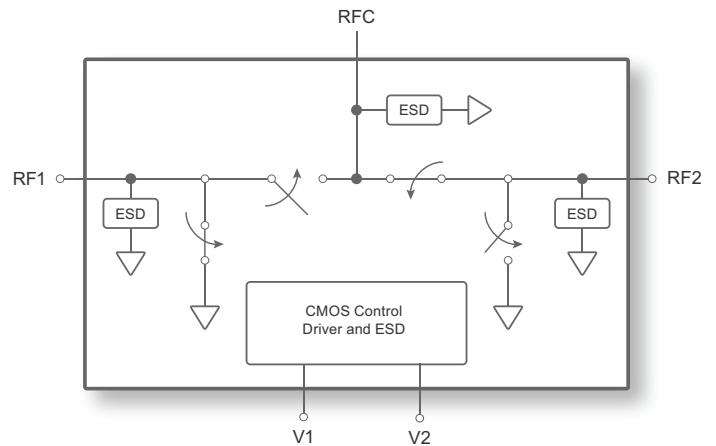 RFC
ESD
RF1
RF2
ESD
ESD
CMOS Control
Driver and ESD
V1
V2